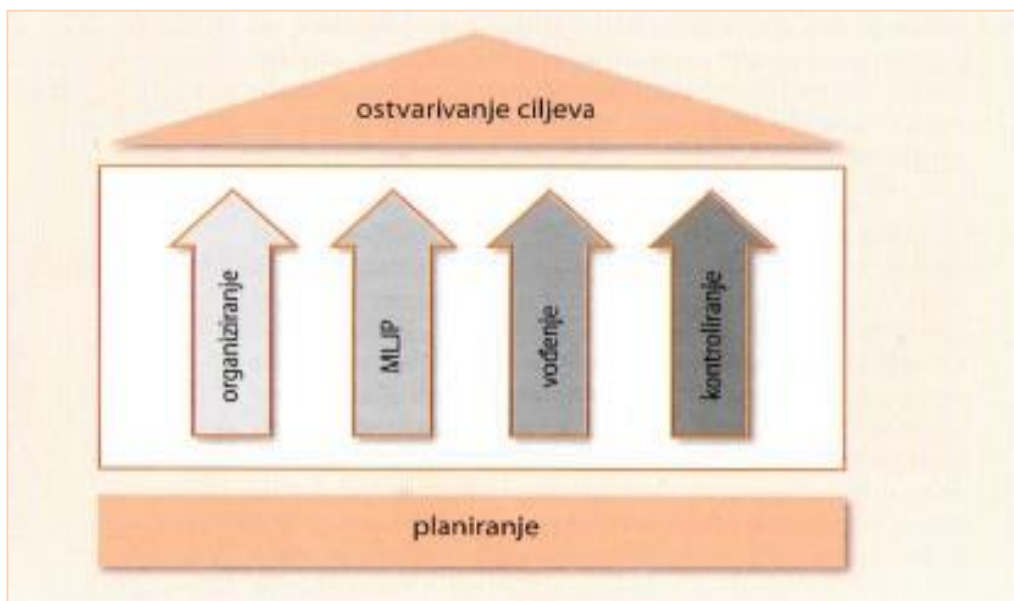 ostvarivanje ciljeva
organiziranje
MLJP
vođenje
kontroliranje
planiranje